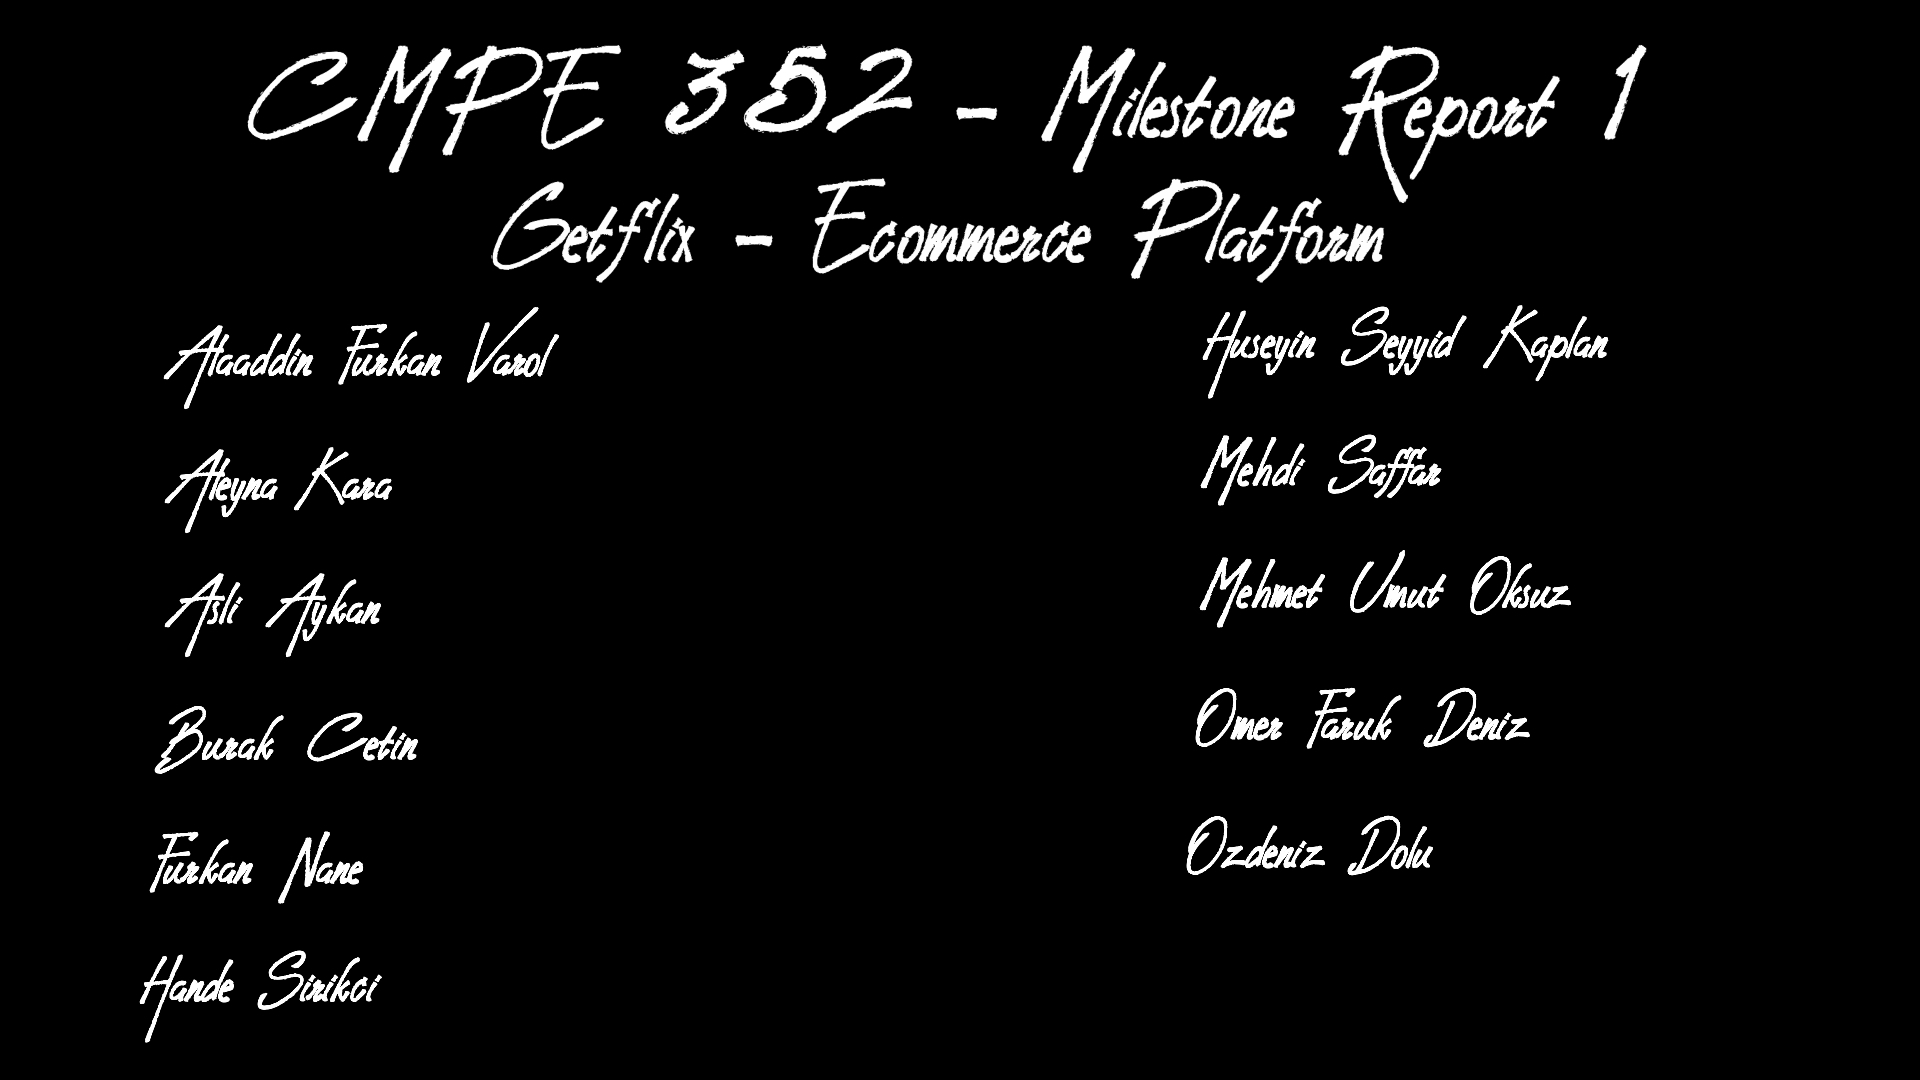 CMPE 352 - Milestone Report 1
Getflix - Ecommerce Platform
Alaaddin Furkan Varol
Aleyna Kara
Asli Aykan
Burak Cetin
Furkan Nane
Hande Sirikci
Huseyin Seyyid Kaplan
Mehdi Saffar
Mehmet Umut Oksuz
Omer Faruk Deniz
Ozdeniz Dolu